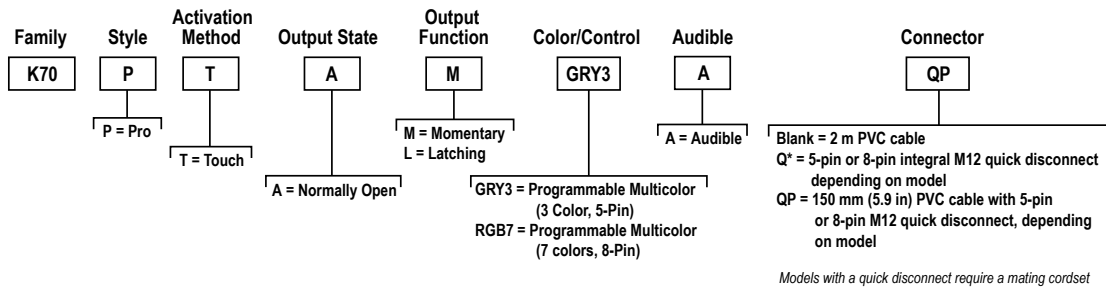 Family
Style
Activation
Method
Output State
Output
Function
Color/Control
Audible
Connector
K70
P
T
A
M
GRY3
A
QP
P = Pro
T = Touch
A = Normally Open
M = Momentary
L = Latching
GRY3 = Programmable Multicolor
(3 Color, 5-Pin)
RGB7 = Programmable Multicolor
(7 colors, 8-Pin)
A = Audible
Blank = 2 m PVC cable
Q* = 5-pin or 8-pin integral M12 quick disconnect
depending on model
QP = 150 mm (5.9 in) PVC cable with 5-pin
or 8-pin M12 quick disconnect, depending
on model
Models with a quick disconnect require a mating cordset